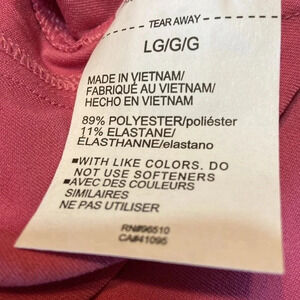 TEAR AWAY
LG/G/G
MADE IN VIETNAM/
FABRIQUÉ AU VIETNAM/
HECHO EN VIETNAM
89% POLYESTER/poliéster
11% ELASTANE/
ÉLASTHANNE/elastano
■WITH LIKE COLORS. DO
NOT USE SOFTENERS
■AVEC DES COULEURS
SIMILAIRES
NE PAS UTILISER
RN#96510
CA#41095